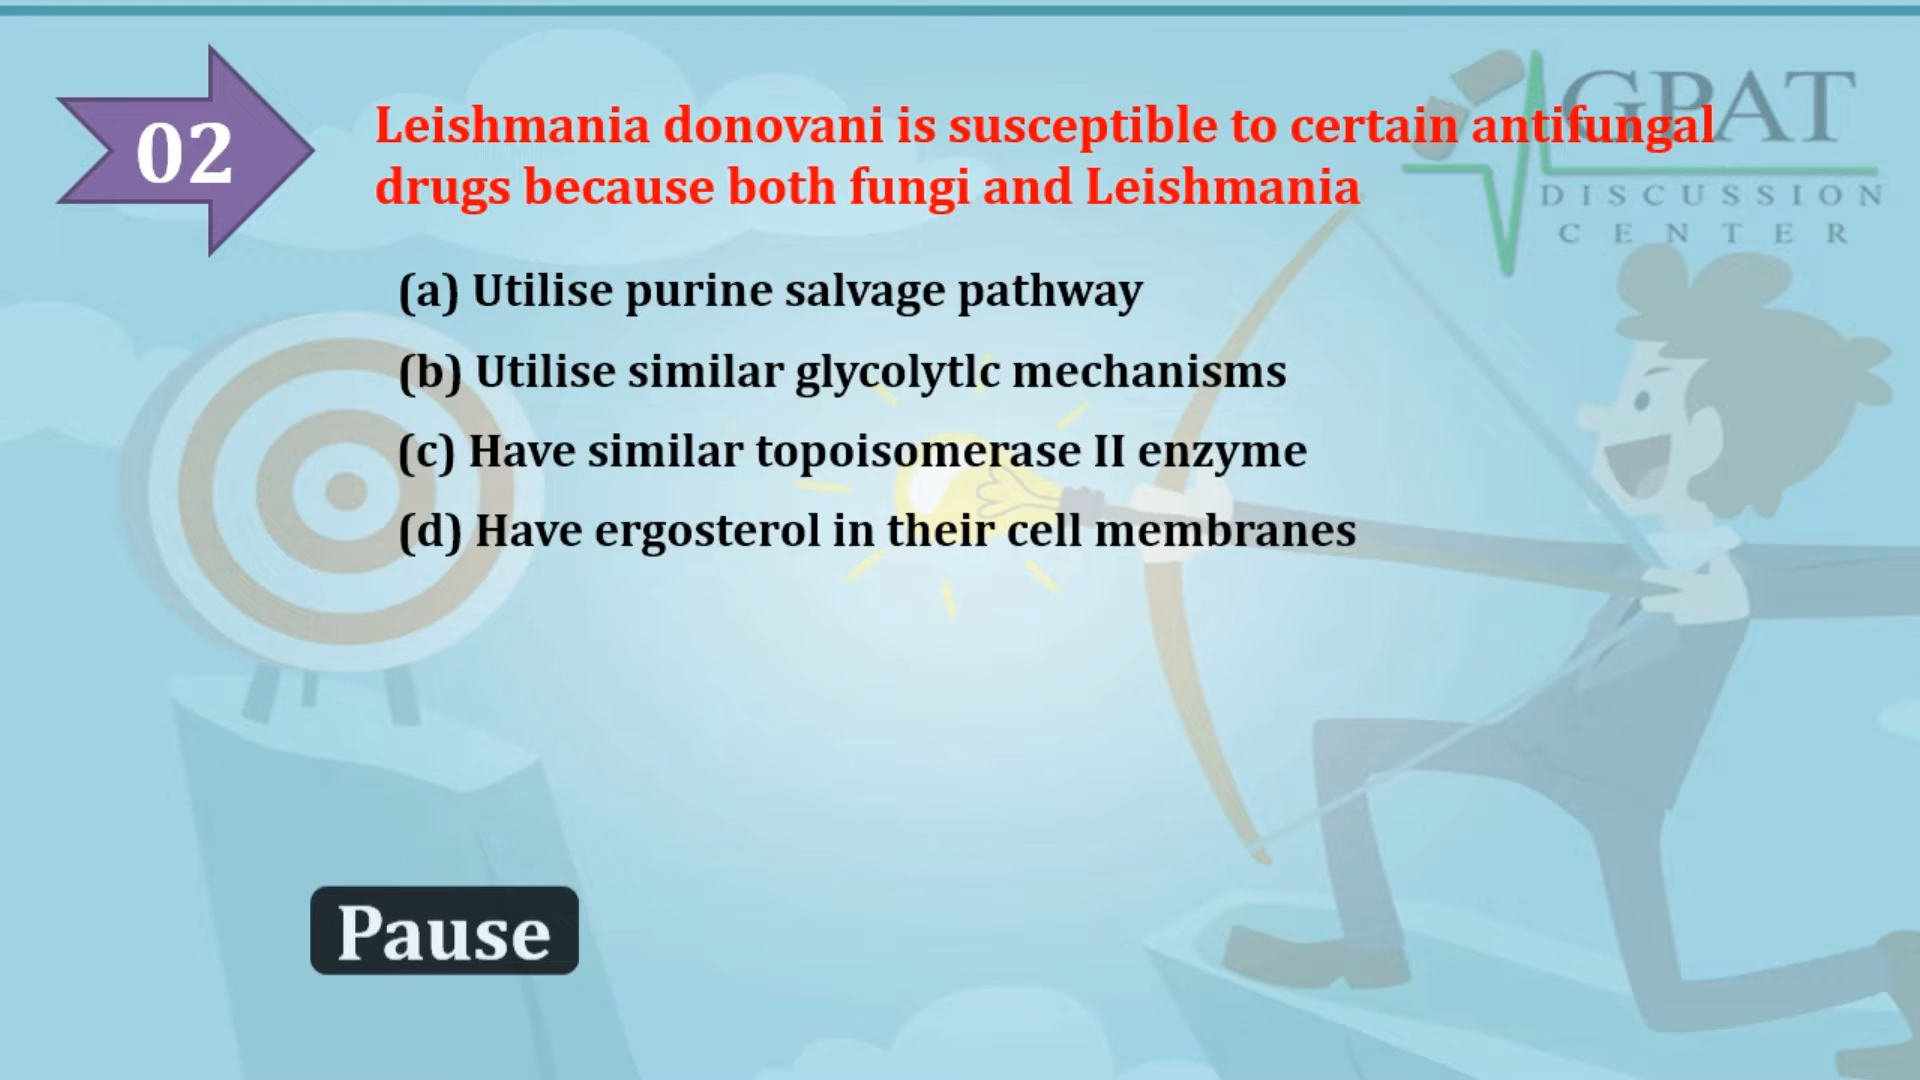 02
Leishmania donovani is susceptible to certain antifungal
drugs because both fungi and Leishmania
GPAT
DISCUSSION
CENTER
(a) Utilise purine salvage pathway
(b) Utilise similar glycolytlc mechanisms
(c) Have similar topoisomerase II enzyme
(d) Have ergosterol in their cell membranes
Pause